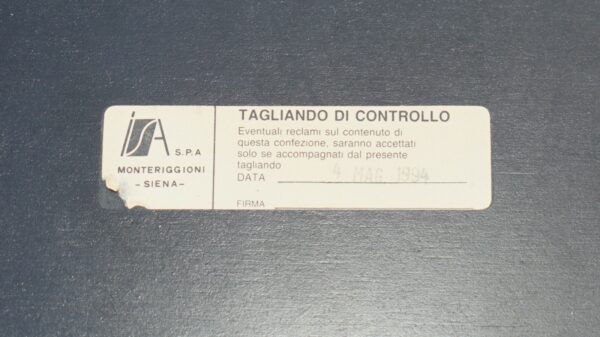 ISA S.P.A
MONTERIGGIONI
- SIENA -
TAGLIANDO DI CONTROLLO
Eventuali reclami sul contenuto di
questa confezione, saranno accettati
solo se accompagnati dal presente
tagliando
DATA 4 MAG. 1994
FIRMA